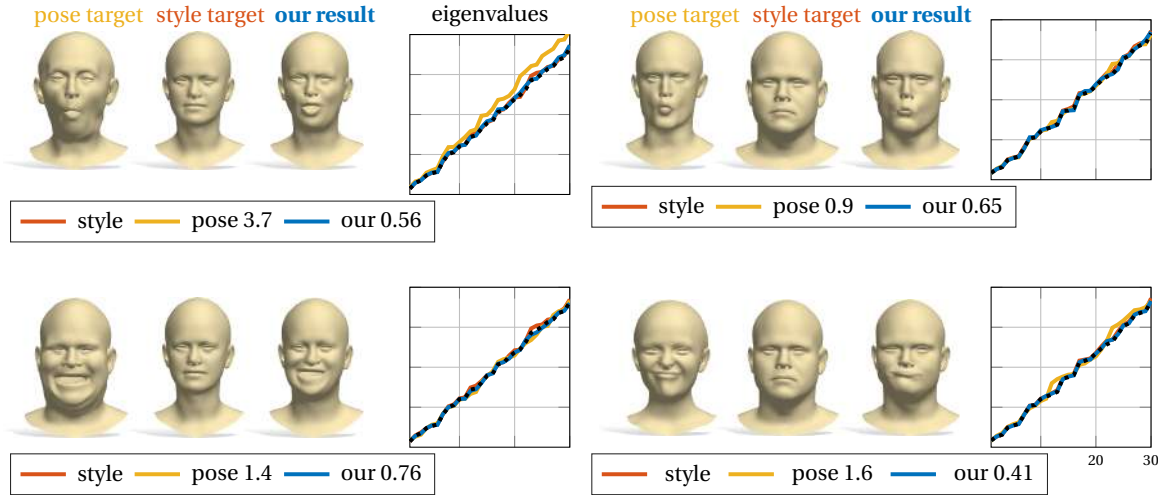 pose target style target our result eigenvalues
pose target style target our result
style pose 3.7 our 0.56
style pose 0.9 our 0.65
style pose 1.4 our 0.76
20 30
style pose 1.6 our 0.41